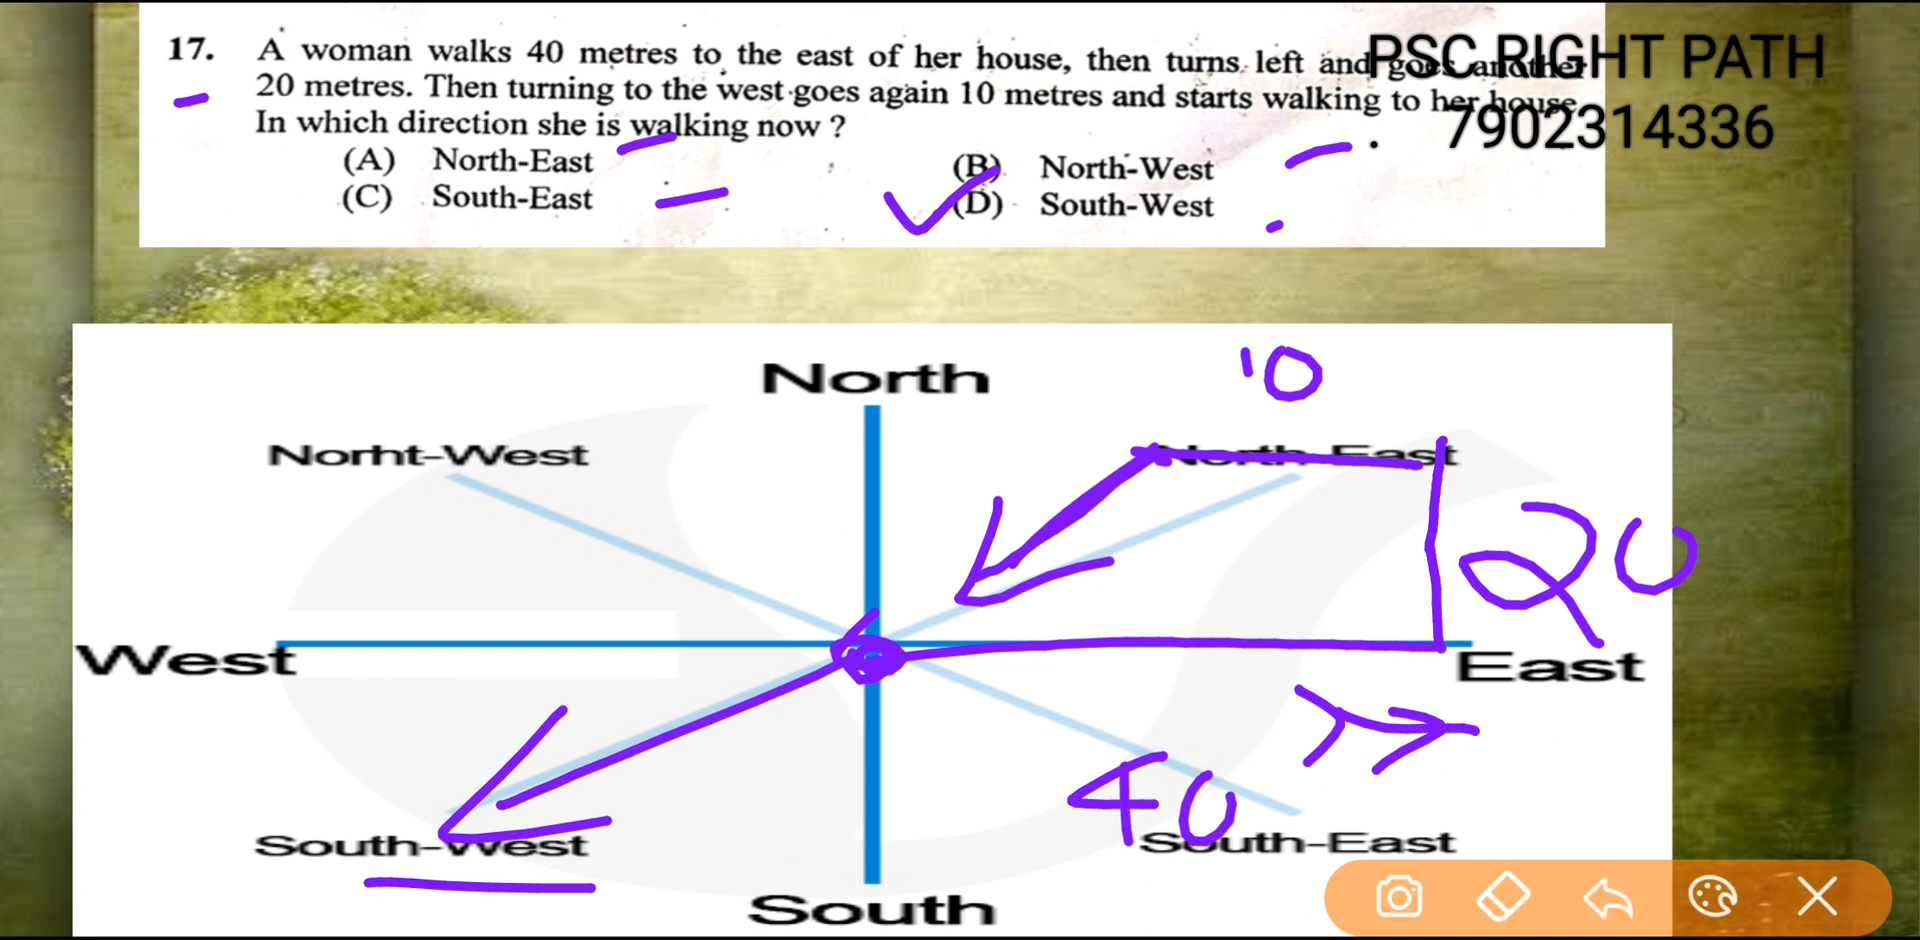 17. A woman walks 40 metres to the east of her house, then turns left and goes another
20 metres. Then turning to the west goes again 10 metres and starts walking to her house.
In which direction she is walking now ?
(A) North-East (B) North-West
(C) South-East (D) South-West
PSC RIGHT PATH
7902314336
North
10
Norht-West North-East
20
West East
40
South-West South-East
South